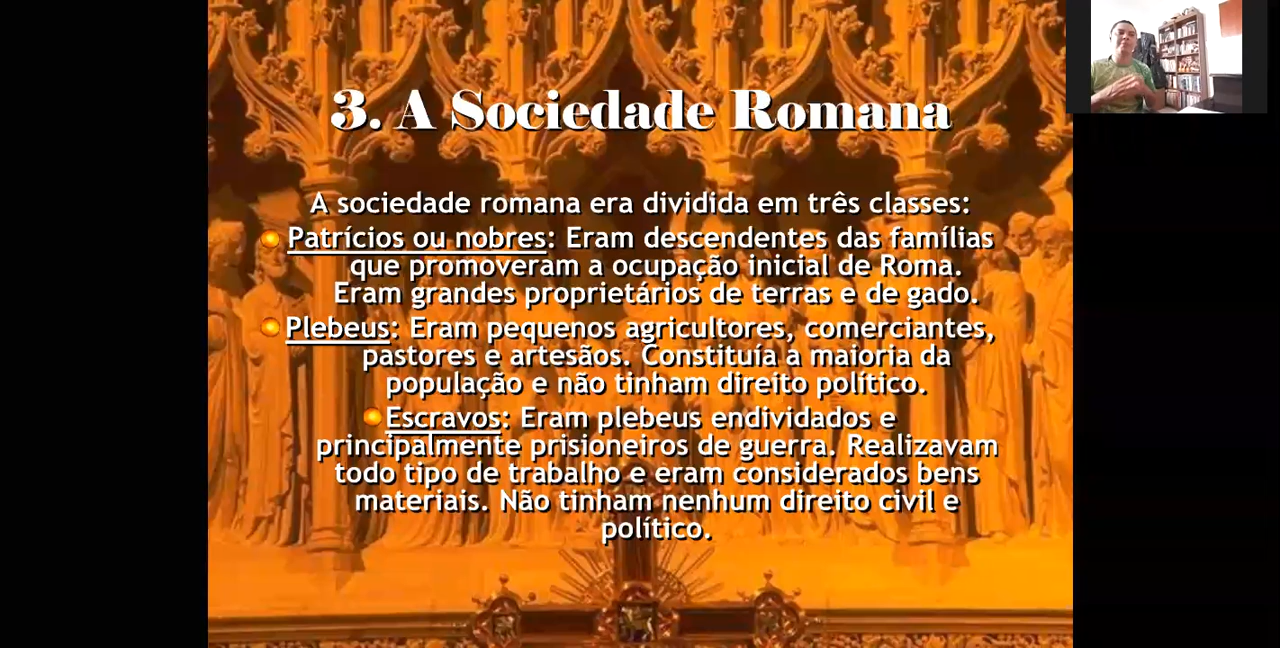 3. A Sociedade Romana
A sociedade romana era dividida em três classes:
Patrícios ou nobres: Eram descendentes das famílias
que promoveram a ocupação inicial de Roma.
Eram grandes proprietários de terras e de gado.
Plebeus: Eram pequenos agricultores, comerciantes,
pastores e artesãos. Constituía a maioria da
população e não tinham direito político.
Escravos: Eram plebeus endividados e
principalmente prisioneiros de guerra. Realizavam
todo tipo de trabalho e eram considerados bens
materiais. Não tinham nenhum direito civil e
político.